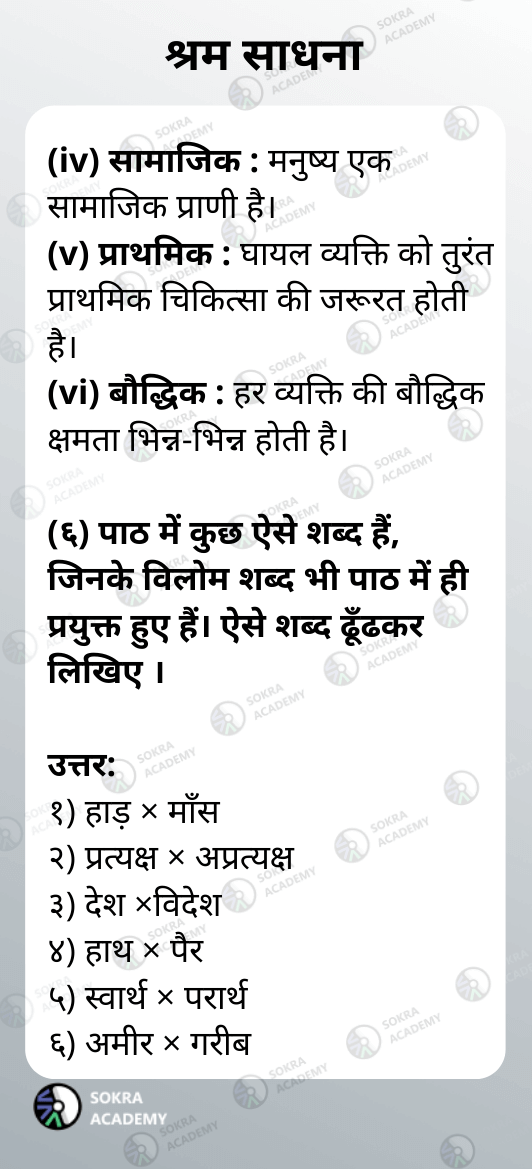 श्रम साधना
(iv) सामाजिक : मनुष्य एक
सामाजिक प्राणी है।
(v) प्राथमिक : घायल व्यक्ति को तुरंत
प्राथमिक चिकित्सा की जरूरत होती
है।
(vi) बौद्धिक : हर व्यक्ति की बौद्धिक
क्षमता भिन्न-भिन्न होती है।
(६) पाठ में कुछ ऐसे शब्द हैं,
जिनके विलोम शब्द भी पाठ में ही
प्रयुक्त हुए हैं। ऐसे शब्द ढूँढकर
लिखिए ।
उत्तर:
१) हाड़ × माँस
२) प्रत्यक्ष × अप्रत्यक्ष
३) देश ×विदेश
४) हाथ × पैर
५) स्वार्थ × परार्थ
६) अमीर × गरीब
SOKRA
ACADEMY